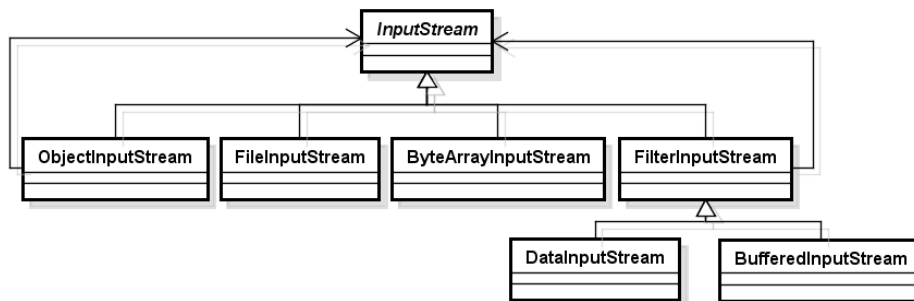 InputStream
ObjectInputStream
FileInputStream
ByteArrayInputStream
FilterInputStream
DataInputStream
BufferedInputStream